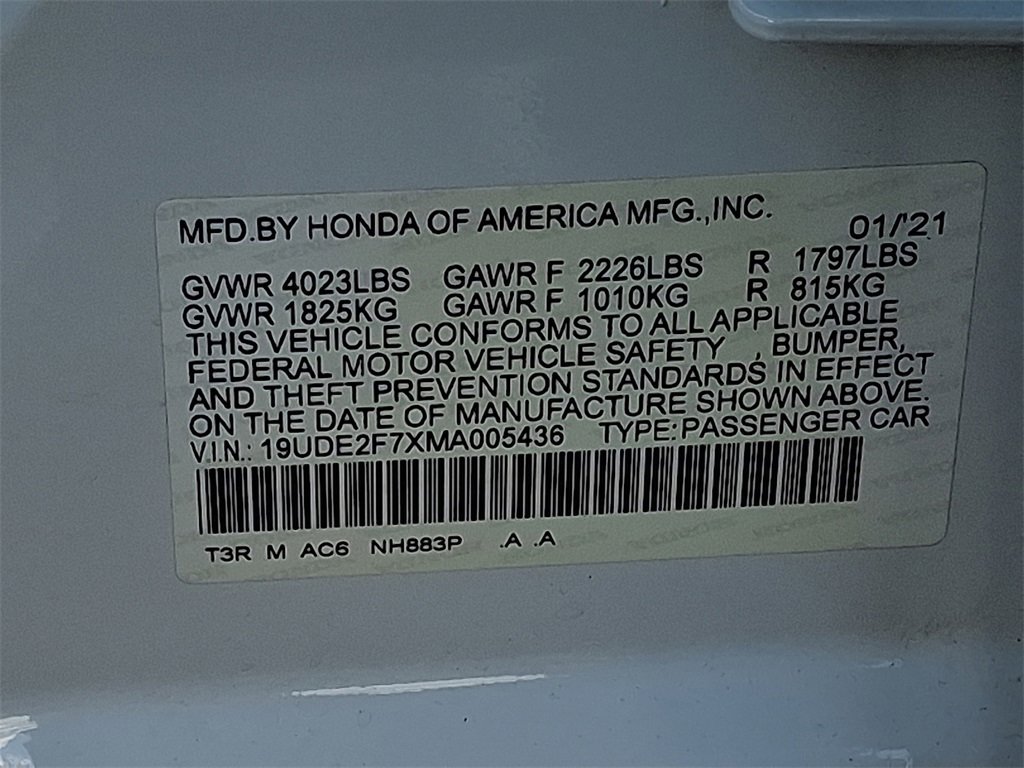 MFD.BY HONDA OF AMERICA MFG.,INC. 01/'21
GVWR 4023LBS GAWR F 2226LBS R 1797LBS
GVWR 1825KG GAWR F 1010KG R 815KG
THIS VEHICLE CONFORMS TO ALL APPLICABLE
FEDERAL MOTOR VEHICLE SAFETY , BUMPER,
AND THEFT PREVENTION STANDARDS IN EFFECT
ON THE DATE OF MANUFACTURE SHOWN ABOVE.
V.I.N.: 19UDE2F7XMA005436 TYPE:PASSENGER CAR
T3R M AC6 NH883P .A .A